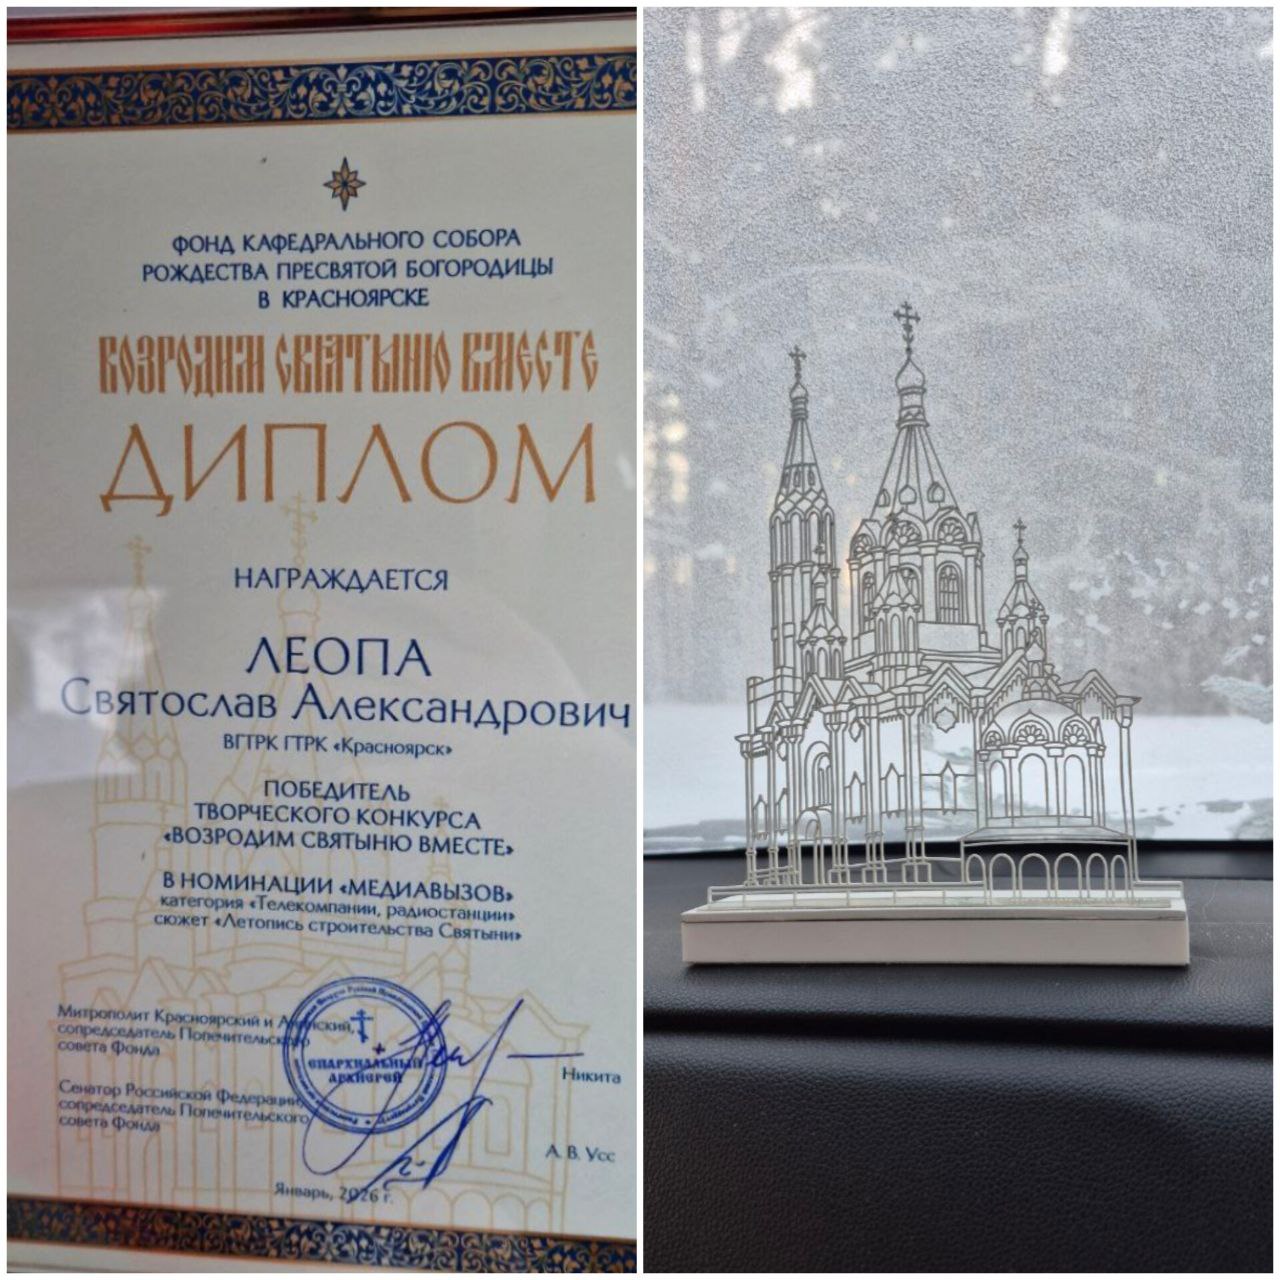 ФОНД КАФЕДРАЛЬНОГО СОБОРА
РОЖДЕСТВА ПРЕСВЯТОЙ БОГОРОДИЦЫ
В КРАСНОЯРСКЕ
ВОЗРОДИМ СВЯТЫНЮ ВМЕСТЕ
ДИПЛОМ
НАГРАЖДАЕТСЯ
ЛЕОПА
Святослав Александрович
ВГТРК ГТРК «Красноярск»
ПОБЕДИТЕЛЬ
ТВОРЧЕСКОГО КОНКУРСА
«ВОЗРОДИМ СВЯТЫНЮ ВМЕСТЕ»
В НОМИНАЦИИ «МЕДИАВЫЗОВ»
категория «Телекомпании, радиостанции»
сюжет «Летопись строительства Святыни»
Митрополит Красноярский и Ачинский,
сопредседатель Попечительского
совета Фонда
Никита
ЕПАРХИАЛЬНЫЙ
АРХИЕРЕЙ
Сенатор Российской Федерации,
сопредседатель Попечительского
совета Фонда
А. В. Усс
Январь, 2026 г.